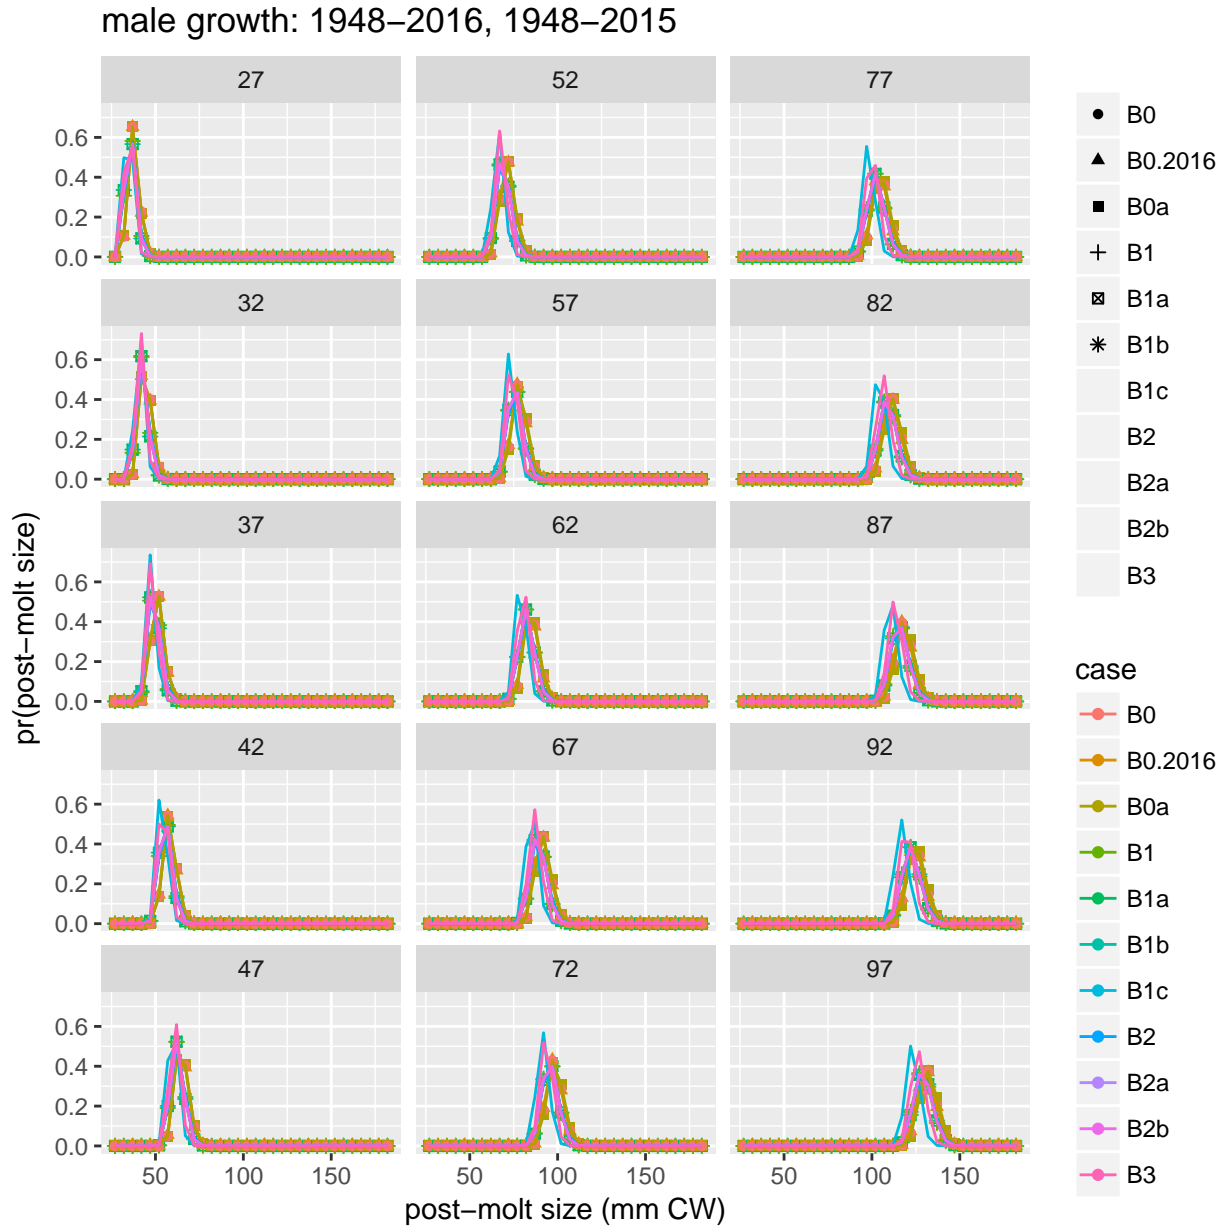 male growth: 1948−2016, 1948−2015
27
52
77
0.6
0.4
0.2
0.0
32
57
82
0.6
0.4
0.2
0.0
37
62
87
0.6
0.4
0.2
0.0
42
67
92
0.6
0.4
0.2
0.0
47
72
97
0.6
0.4
0.2
0.0
50
100
150
50
100
150
50
100
150
pr(post−molt size)
post−molt size (mm CW)
B0
B0.2016
B0a
B1
B1a
B1b
B1c
B2
B2a
B2b
B3
case
B0
B0.2016
B0a
B1
B1a
B1b
B1c
B2
B2a
B2b
B3